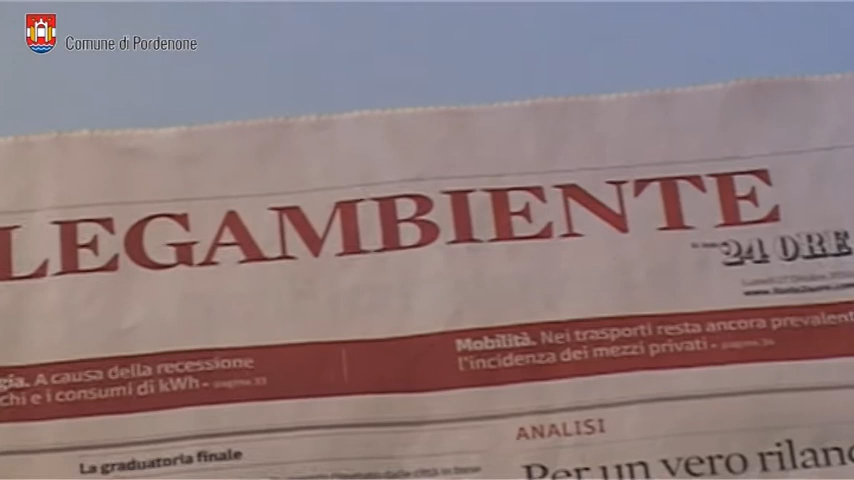 Comune di Pordenone
LEGAMBIENTE
24 ORE
gia. A causa della recessione
chi e i consumi di kWh - pagina 33
Mobilità. Nei trasporti resta ancora prevalent
l'incidenza dei mezzi privati - pagina 34
La graduatoria finale
ANALISI
Per un vero rilanc